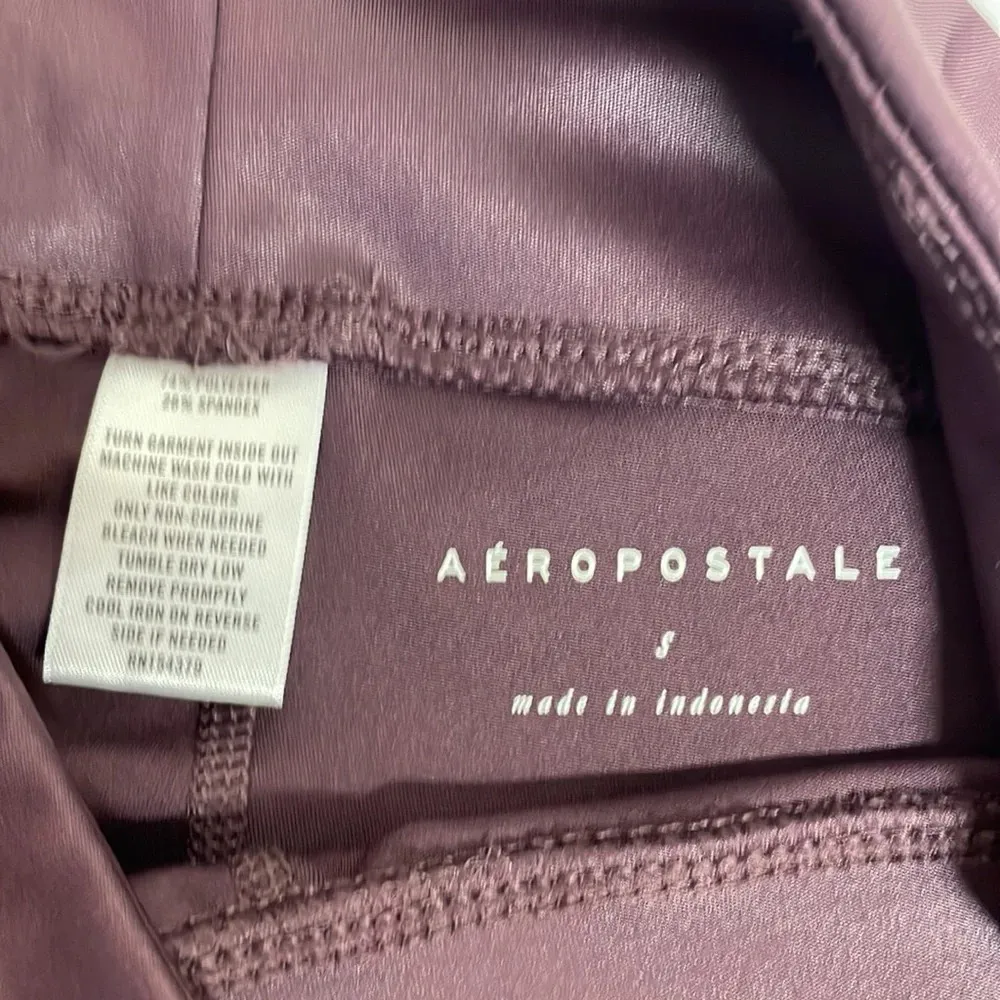 74% POLYESTER
26% SPANDEX
TURN GARMENT INSIDE OUT
MACHINE WASH COLD WITH
LIKE COLORS
ONLY NON-CHLORINE
BLEACH WHEN NEEDED
TUMBLE DRY LOW
REMOVE PROMPTLY
COOL IRON ON REVERSE
SIDE IF NEEDED
RN154379
AÉROPOSTALE
S
made in indonesia